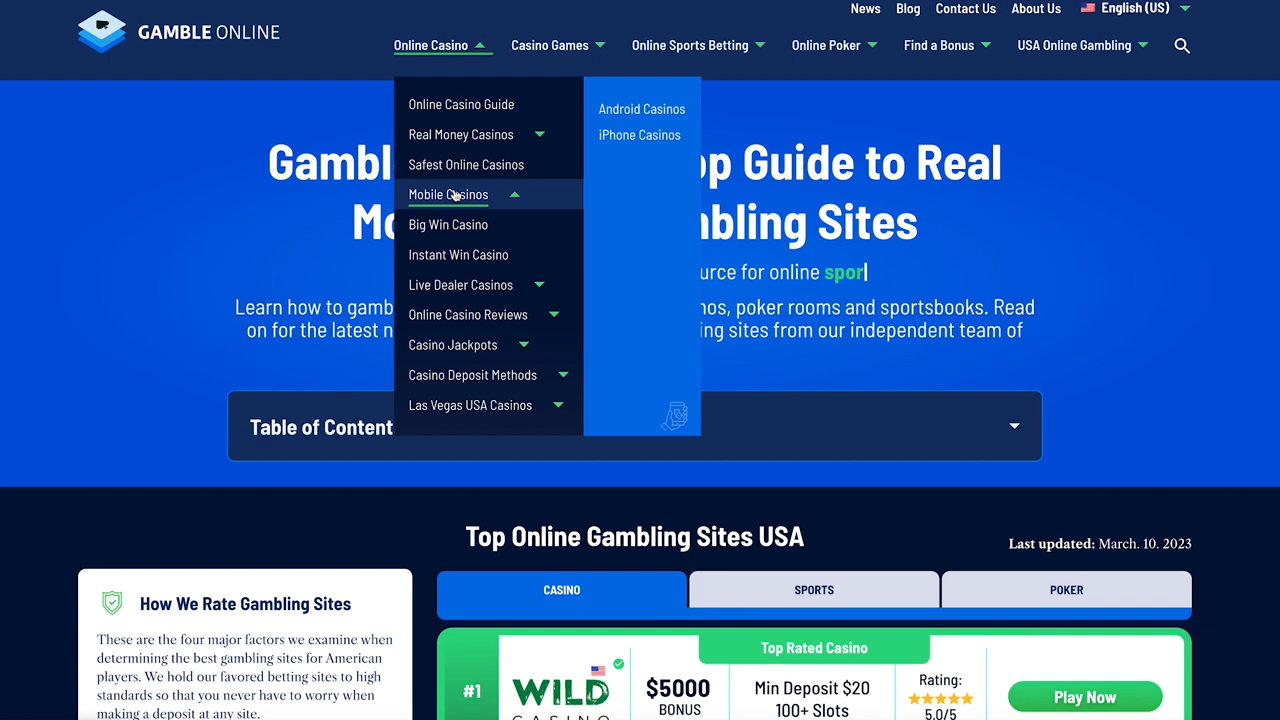 News Blog Contact Us About Us English (US)
GAMBLE ONLINE
Online Casino Casino Games Online Sports Betting Online Poker Find a Bonus USA Online Gambling
Online Casino Guide
Real Money Casinos
Safest Online Casinos
Mobile Casinos
Big Win Casino
Instant Win Casino
Live Dealer Casinos
Online Casino Reviews
Casino Jackpots
Casino Deposit Methods
Las Vegas USA Casinos
Android Casinos
iPhone Casinos
Gambl op Guide to Real
Mo bling Sites
urce for online spor
Learn how to gamb nos, poker rooms and sportsbooks. Read
on for the latest n ing sites from our independent team of
Table of Content
Top Online Gambling Sites USA
Last updated: March. 10. 2023
How We Rate Gambling Sites
These are the four major factors we examine when
determining the best gambling sites for American
players. We hold our favored betting sites to high
standards so that you never have to worry when
making a deposit at any site.
CASINO SPORTS POKER
Top Rated Casino
#1
WILD
CASINO
$5000
BONUS
Min Deposit $20
100+ Slots
Rating:
5.0/5
Play Now